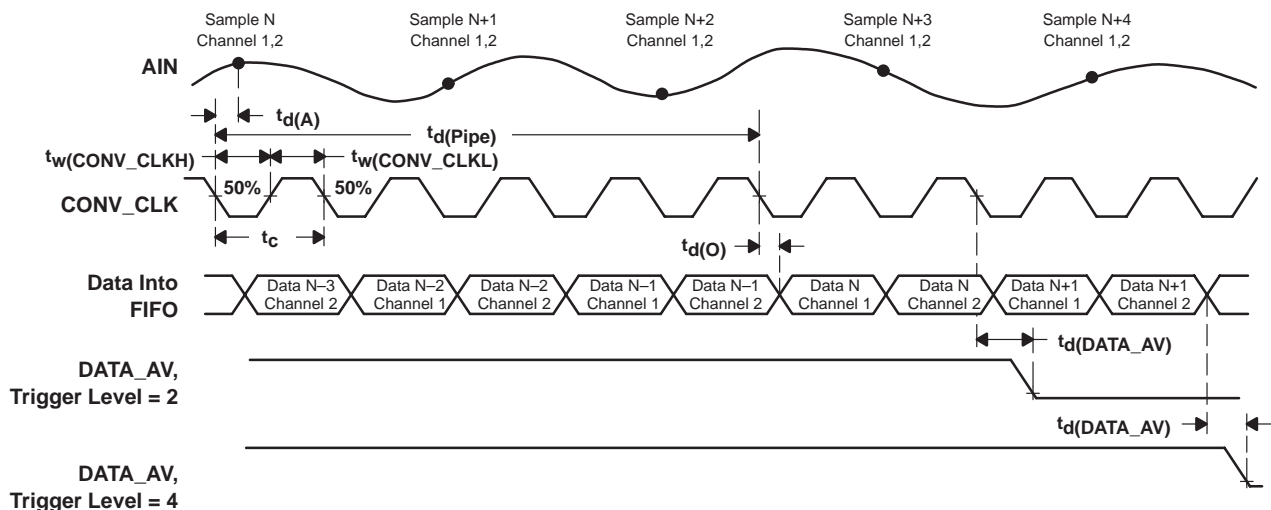 Sample N
Channel 1,2
Sample N+1
Channel 1,2
Sample N+2
Channel 1,2
Sample N+3
Channel 1,2
Sample N+4
Channel 1,2
AIN
td(A)
td(Pipe)
tw(CONV_CLKH)
tw(CONV_CLKL)
50%
50%
CONV_CLK
tc
td(O)
Data Into
FIFO
Data N–3
Channel 2
Data N–2
Channel 1
Data N–2
Channel 2
Data N–1
Channel 1
Data N–1
Channel 2
Data N
Channel 1
Data N
Channel 2
Data N+1
Channel 1
Data N+1
Channel 2
td(DATA_AV)
DATA_AV,
Trigger Level = 2
td(DATA_AV)
DATA_AV,
Trigger Level = 4